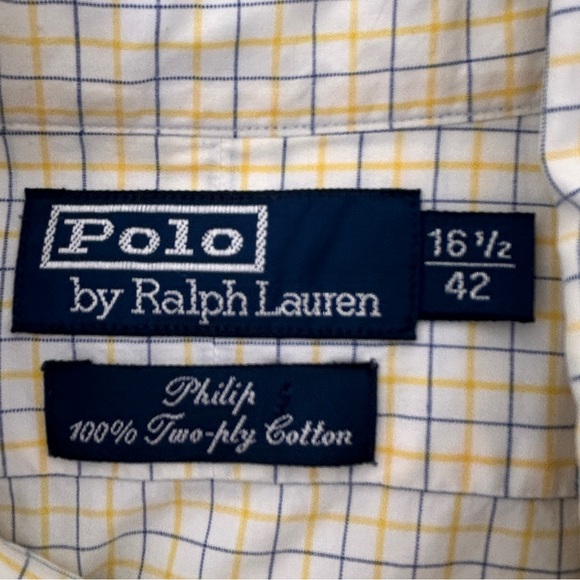 Polo
by Ralph Lauren
16 1/2
42
Philip
100% Two-ply Cotton